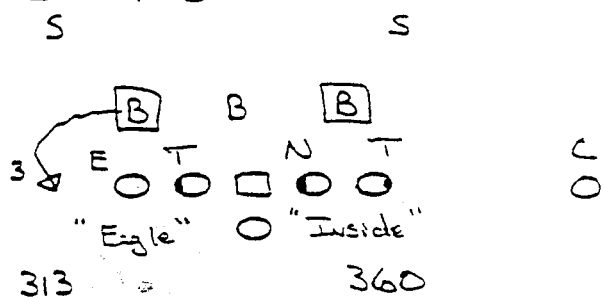 S S
B B B
3 E T N T C
"Eagle" "Inside"
313 360